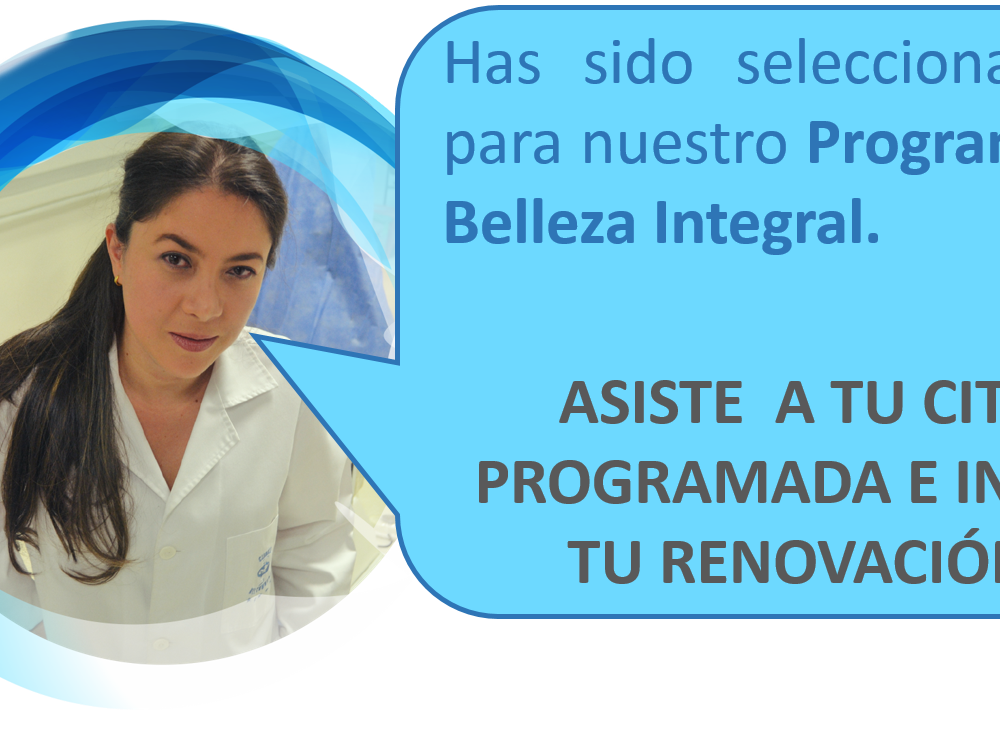 Has sido selecciona
para nuestro Progra
Belleza Integral.
ASISTE A TU CIT
PROGRAMADA E IN
TU RENOVACIÓ